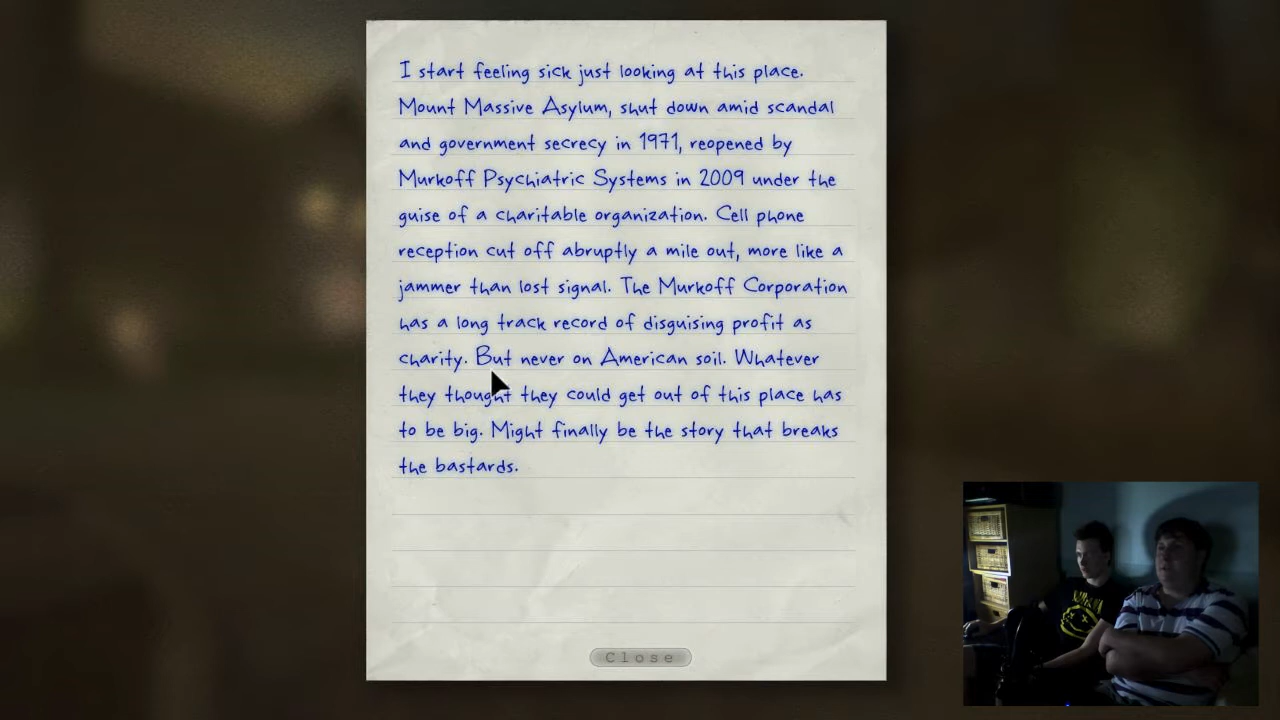 I start feeling sick just looking at this place.
Mount Massive Asylum, shut down amid scandal
and government secrecy in 1971, reopened by
Murkoff Psychiatric Systems in 2009 under the
guise of a charitable organization. Cell phone
reception cut off abruptly a mile out, more like a
jammer than lost signal. The Murkoff Corporation
has a long track record of disguising profit as
charity. But never on American soil. Whatever
they thought they could get out of this place has
to be big. Might finally be the story that breaks
the bastards.
Close